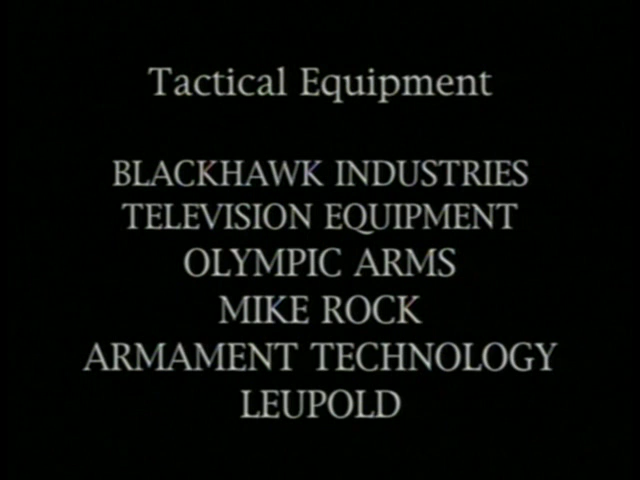 Tactical Equipment
BLACKHAWK INDUSTRIES
TELEVISION EQUIPMENT
OLYMPIC ARMS
MIKE ROCK
ARMAMENT TECHNOLOGY
LEUPOLD